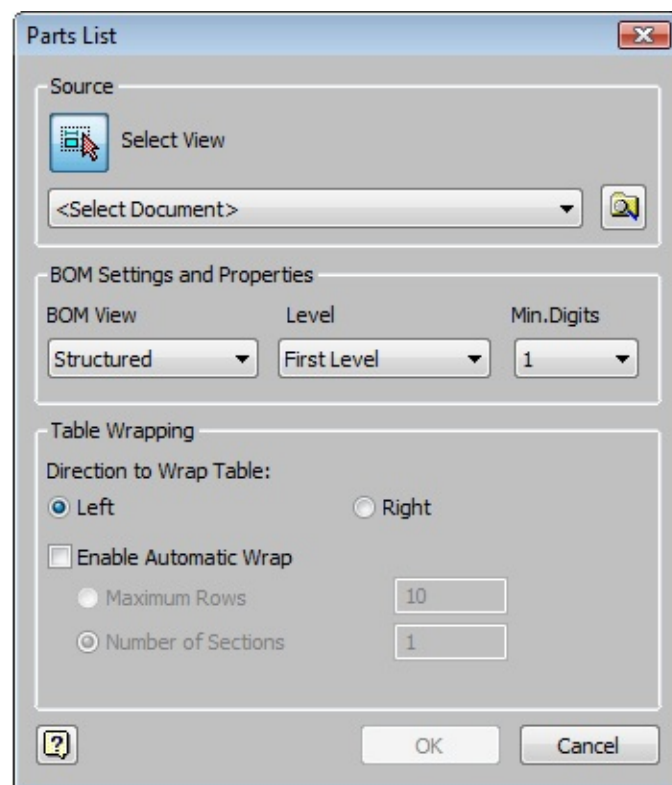 Parts List
Source
Select View
<Select Document>
BOM Settings and Properties
BOM View Level Min.Digits
Structured First Level 1
Table Wrapping
Direction to Wrap Table:
Left Right
Enable Automatic Wrap
Maximum Rows 10
Number of Sections 1
OK Cancel